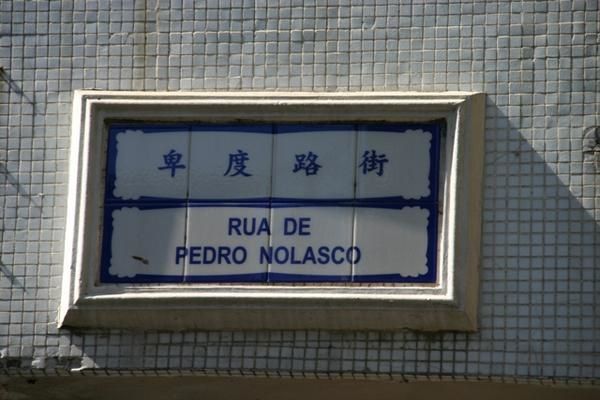 卑度路街
RUA DE
PEDRO NOLASCO